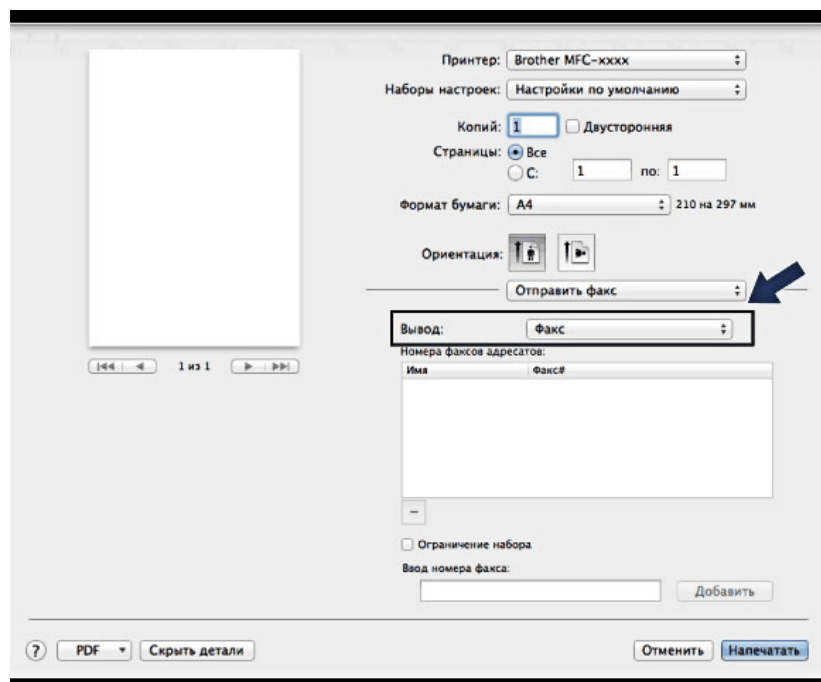 Принтер: Brother MFC-xxxx
Наборы настроек: Настройки по умолчанию
Копий: 1 Двусторонняя
Страницы: Все
С: 1 по: 1
Формат бумаги: A4 210 на 297 мм
Ориентация:
Отправить факс
Вывод: Факс
Номера факсов адресатов:
Имя Факс#
1 из 1
Ограничение набора
Ввод номера факса:
Добавить
? PDF Скрыть детали Отменить Напечатать